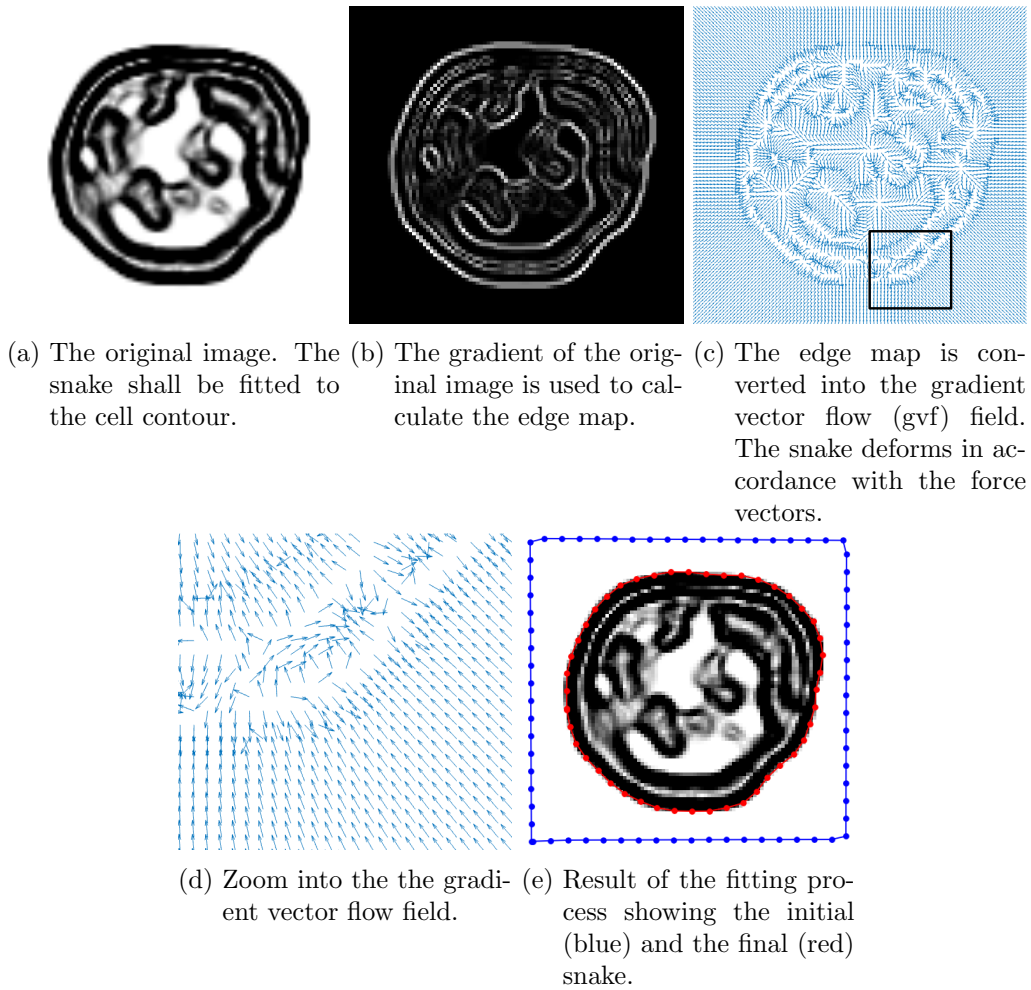 (a) The original image. The
snake shall be fitted to
the cell contour.
(b) The gradient of the orig-
inal image is used to cal-
culate the edge map.
(c) The edge map is con-
verted into the gradient
vector flow (gvf) field.
The snake deforms in ac-
cordance with the force
vectors.
(d) Zoom into the the gradi-
ent vector flow field.
(e) Result of the fitting pro-
cess showing the initial
(blue) and the final (red)
snake.